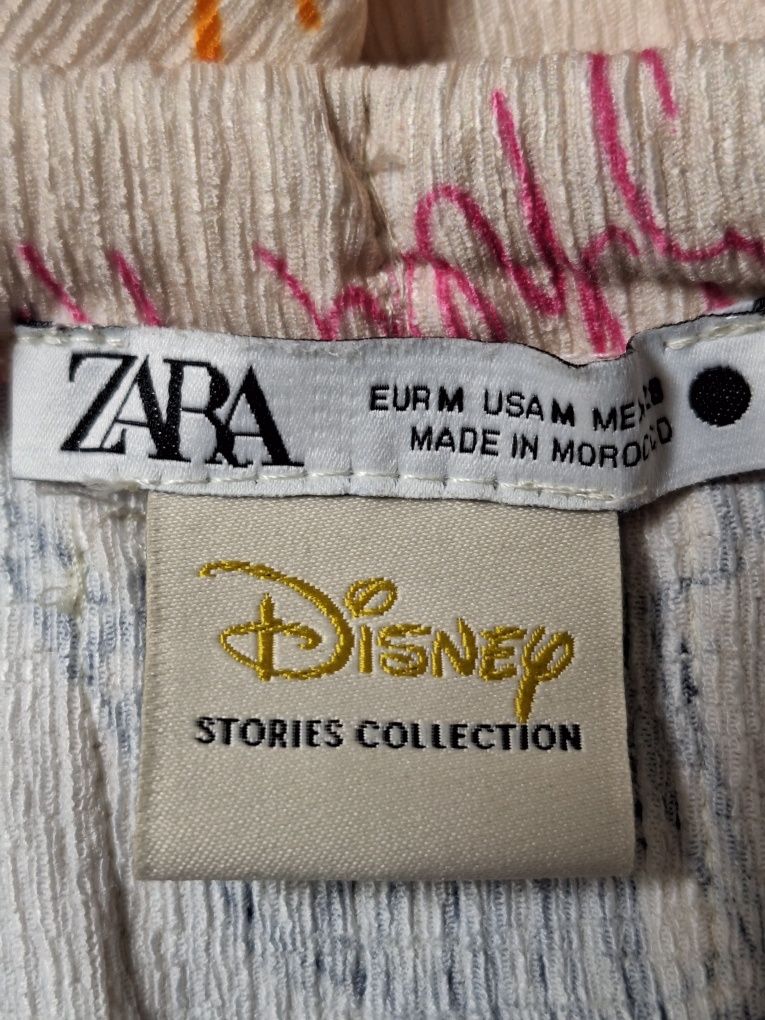 ZARA
EUR M USA M MEX 28
MADE IN MOROCCO
Disney
STORIES COLLECTION